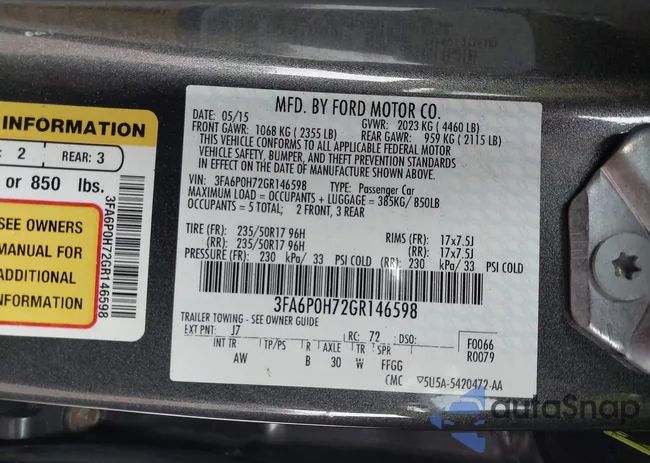 INFORMATION
: 2 REAR: 3
or 850 lbs.
SEE OWNERS
MANUAL FOR
ADDITIONAL
INFORMATION
3FA6P0H72GR146598
MFD. BY FORD MOTOR CO.
DATE: 05/15 GVWR: 2023 KG ( 4460 LB)
FRONT GAWR: 1068 KG ( 2355 LB) REAR GAWR: 959 KG ( 2115 LB)
THIS VEHICLE CONFORMS TO ALL APPLICABLE FEDERAL MOTOR
VEHICLE SAFETY, BUMPER, AND THEFT PREVENTION STANDARDS
IN EFFECT ON THE DATE OF MANUFACTURE SHOWN ABOVE.
VIN: 3FA6P0H72GR146598 TYPE: Passenger Car
MAXIMUM LOAD = OCCUPANTS + LUGGAGE = 385KG/ 850LB
OCCUPANTS = 5 TOTAL; 2 FRONT, 3 REAR
TIRE (FR): 235/50R17 96H RIMS (FR): 17x7.5J
(RR): 235/50R17 96H (RR): 17x7.5J
PRESSURE (FR): 230 kPa/ 33 PSI COLD (RR): 230 kPa/ 33 PSI COLD
3FA6P0H72GR146598
TRAILER TOWING - SEE OWNER GUIDE
EXT PNT: J7 RC: 72 DSO: F0066
INT TR TP/PS R AXLE TR SPR R0079
AW B 30 W FFGG
CMC 5U5A-5420472-AA
autoSnap